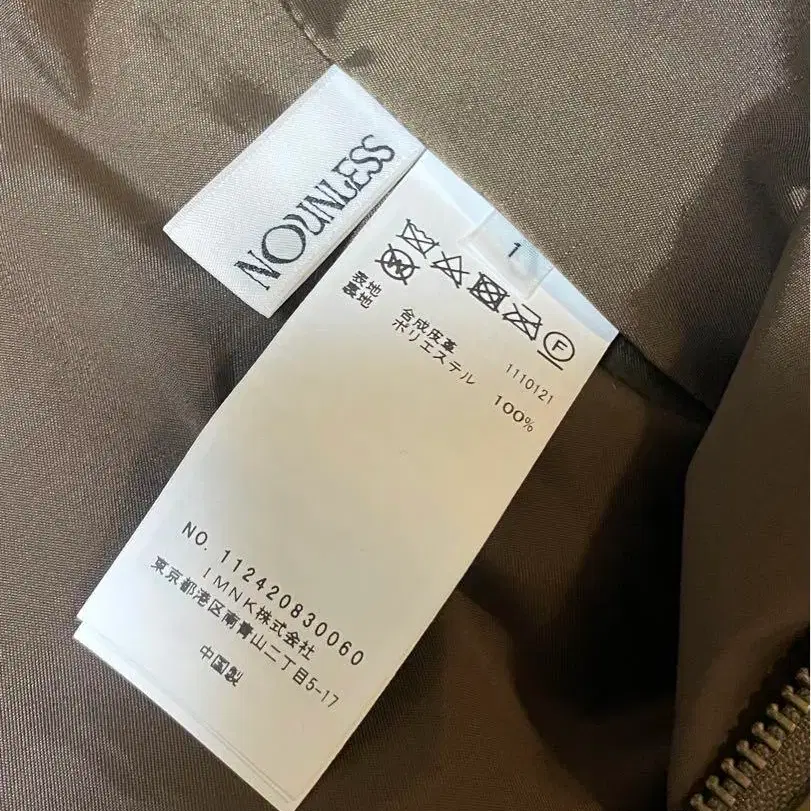 NOUNLESS
1
F
W
表地 合成皮革 1110121
裏地 ポリエステル 100%
NO. 112420830060
IMNK株式会社
東京都港区南青山二丁目5-17
中国製